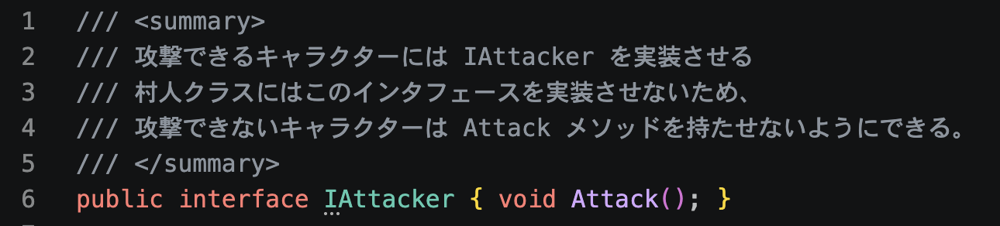 1 /// <summary>
2 /// 攻撃できるキャラクターには IAttacker を実装させる
3 /// 村人クラスにはこのインタフェースを実装させないため、
4 /// 攻撃できないキャラクターは Attack メソッドを持たせないようにできる。
5 /// </summary>
6 public interface IAttacker { void Attack(); }